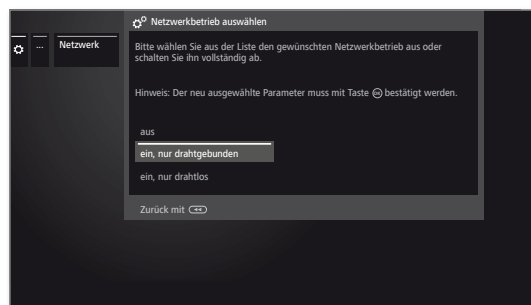 Netzwerkbetrieb auswählen
... Netzwerk
Bitte wählen Sie aus der Liste den gewünschten Netzwerkbetrieb aus oder
schalten Sie ihn vollständig ab.
Hinweis: Der neu ausgewählte Parameter muss mit Taste OK bestätigt werden.
aus
ein, nur drahtgebunden
ein, nur drahtlos
Zurück mit